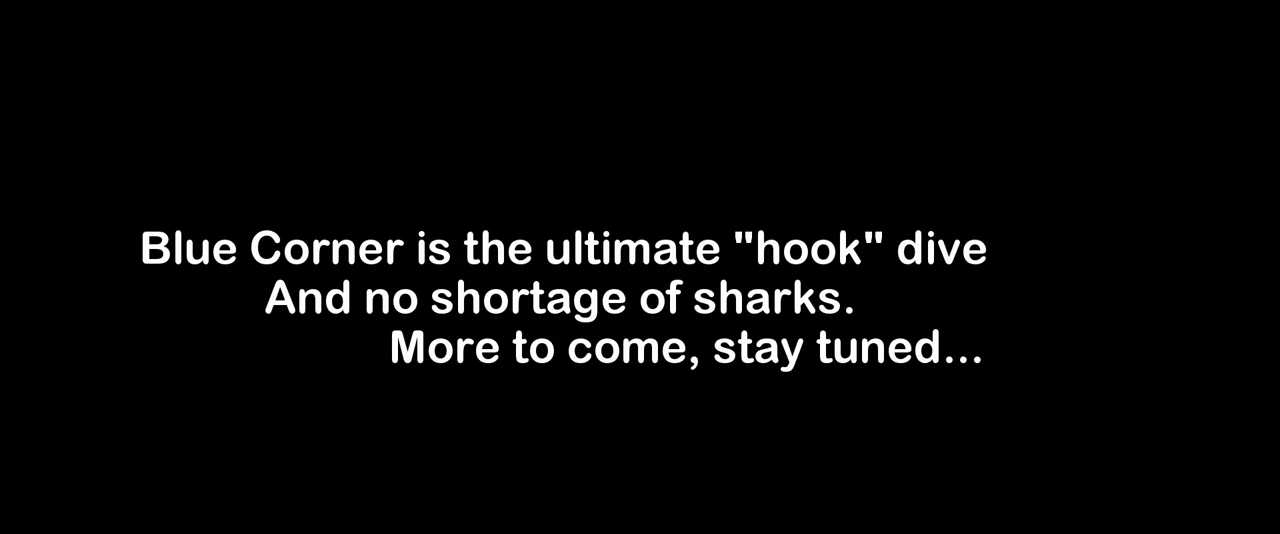 Blue Corner is the ultimate "hook" dive
And no shortage of sharks.
More to come, stay tuned...